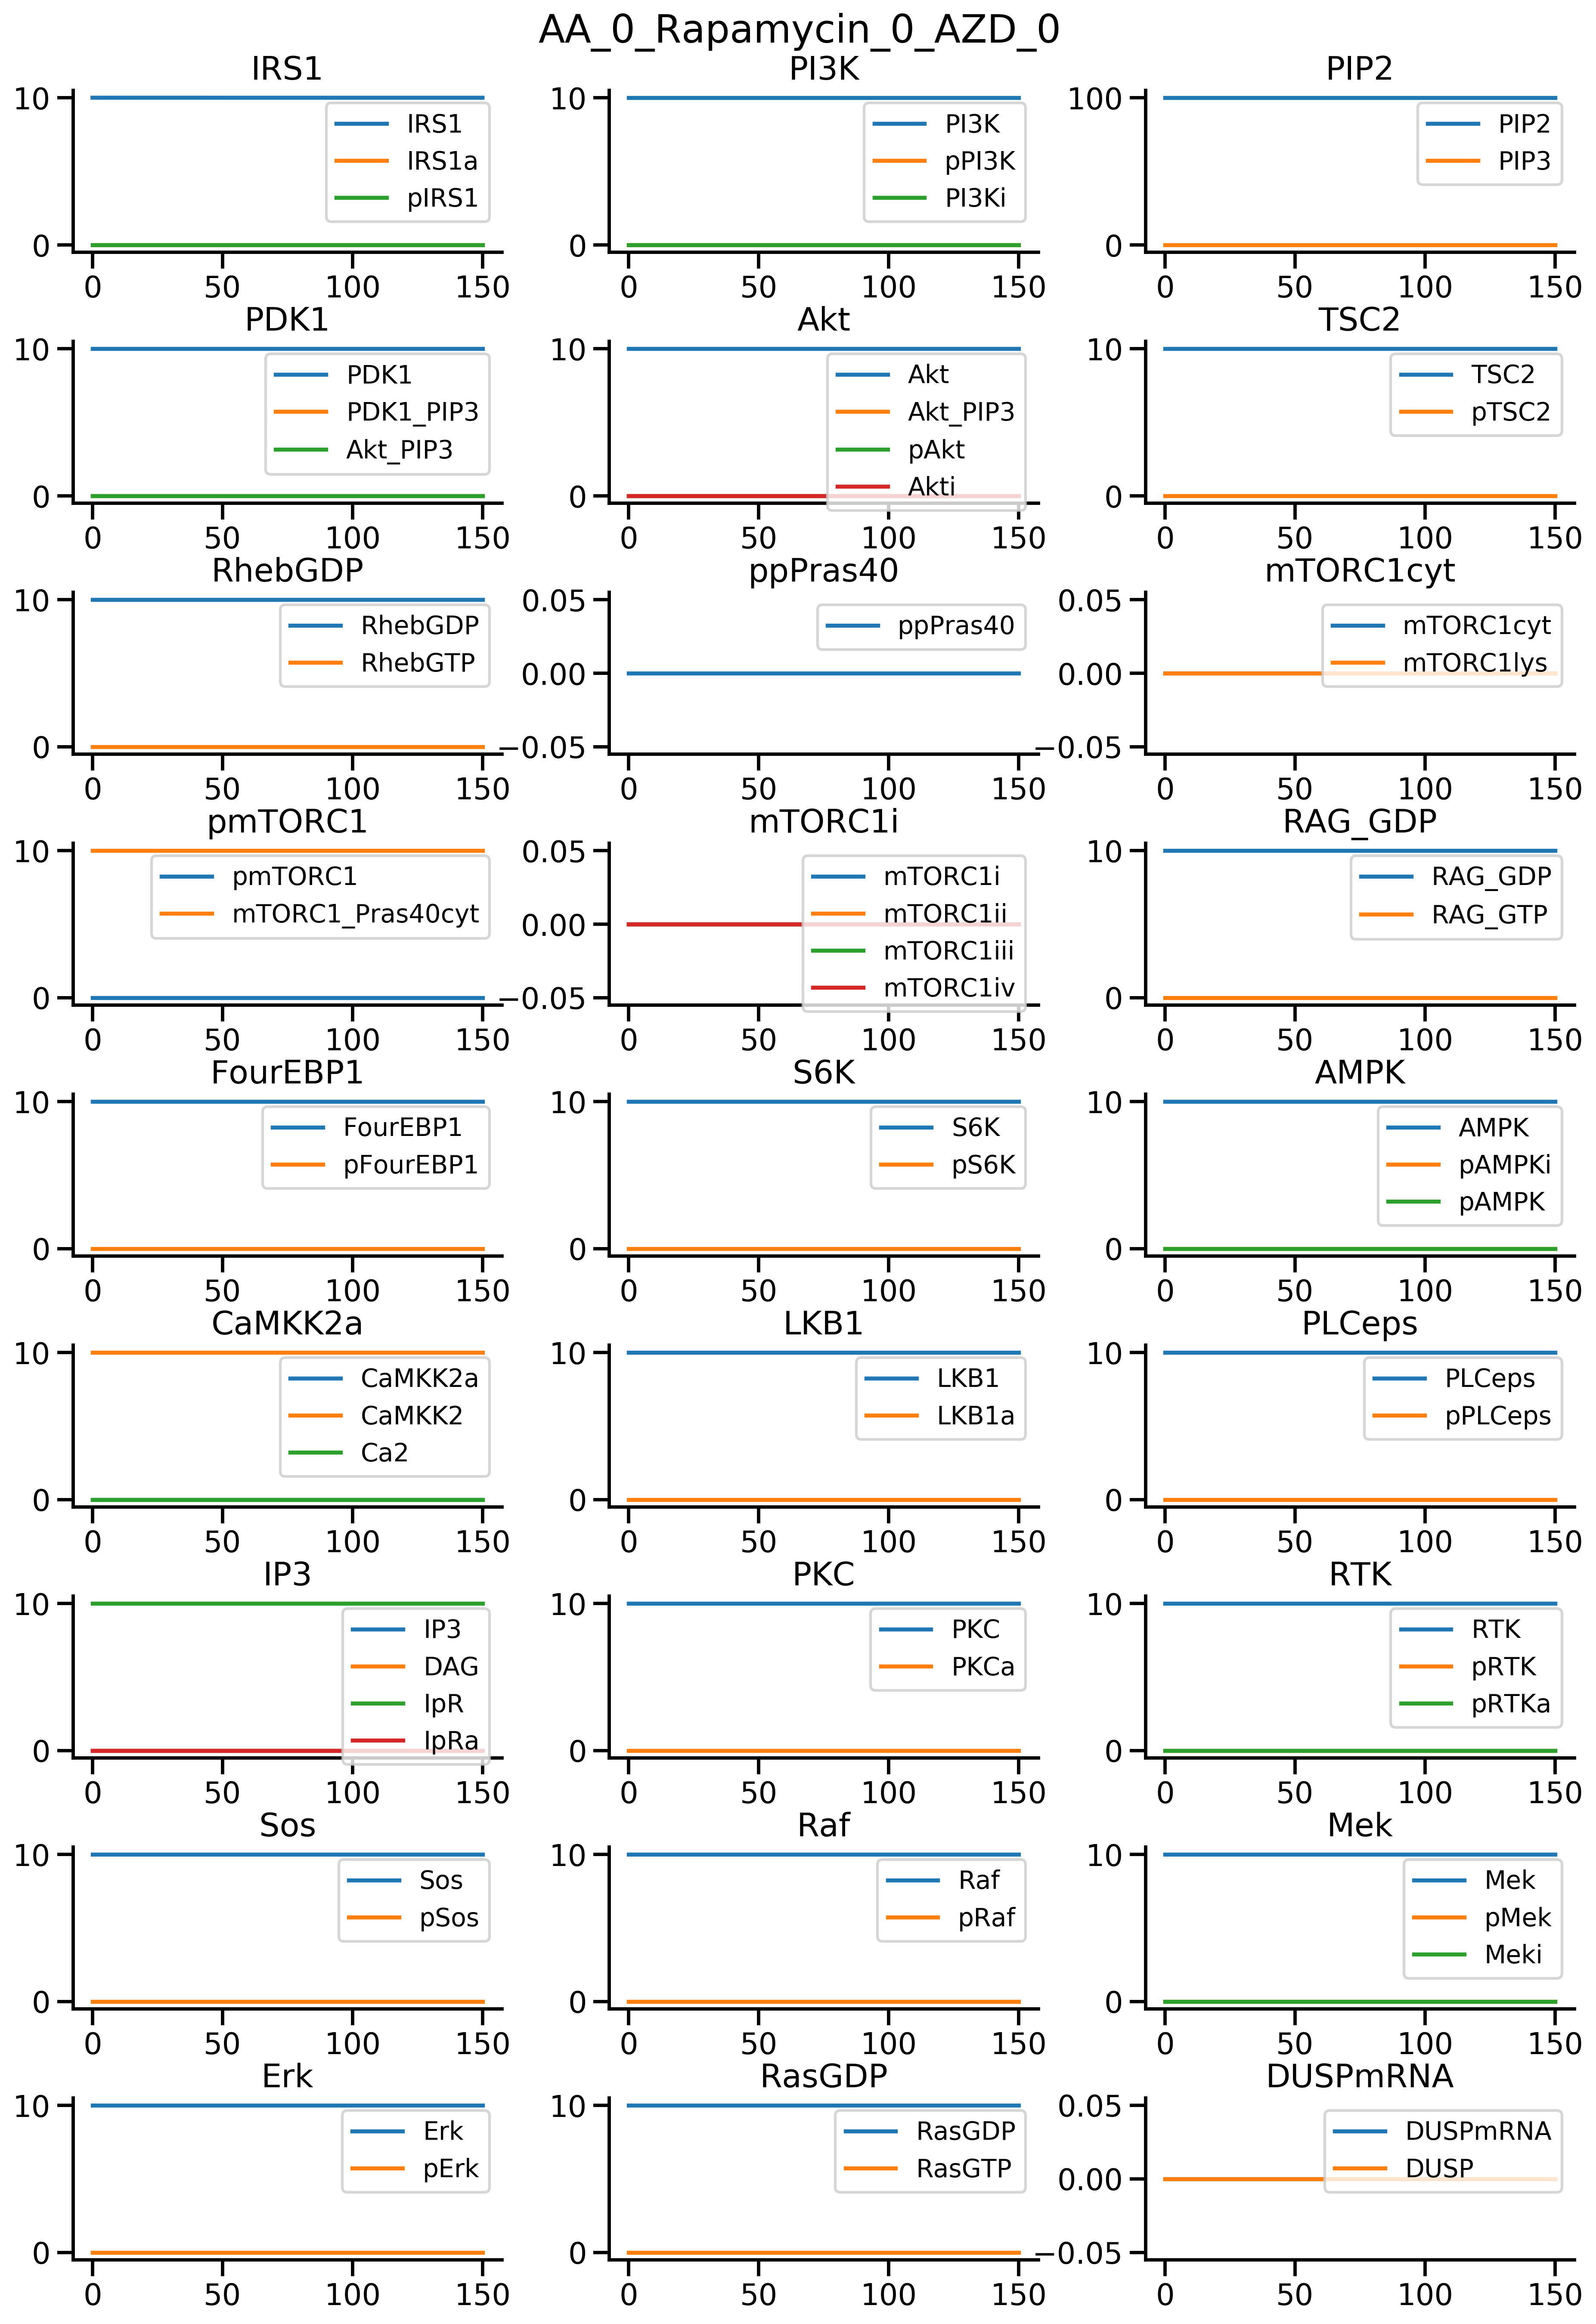 AA_0_Rapamycin_0_AZD_0
IRS1
10
0
0 50 100 150
IRS1
IRS1a
pIRS1
PI3K
10
0
0 50 100 150
PI3K
pPI3K
PI3Ki
PIP2
100
0
0 50 100 150
PIP2
PIP3
PDK1
10
0
0 50 100 150
PDK1
PDK1_PIP3
Akt_PIP3
Akt
10
0
0 50 100 150
Akt
Akt_PIP3
pAkt
Akti
TSC2
10
0
0 50 100 150
TSC2
pTSC2
RhebGDP
10
0
0 50 100 150
RhebGDP
RhebGTP
ppPras40
0.05
0.00
−0.05
0 50 100 150
ppPras40
mTORC1cyt
0.05
0.00
−0.05
0 50 100 150
mTORC1cyt
mTORC1lys
pmTORC1
10
0
0 50 100 150
pmTORC1
mTORC1_Pras40cyt
mTORC1i
0.05
0.00
−0.05
0 50 100 150
mTORC1i
mTORC1ii
mTORC1iii
mTORC1iv
RAG_GDP
10
0
0 50 100 150
RAG_GDP
RAG_GTP
FourEBP1
10
0
0 50 100 150
FourEBP1
pFourEBP1
S6K
10
0
0 50 100 150
S6K
pS6K
AMPK
10
0
0 50 100 150
AMPK
pAMPKi
pAMPK
CaMKK2a
10
0
0 50 100 150
CaMKK2a
CaMKK2
Ca2
LKB1
10
0
0 50 100 150
LKB1
LKB1a
PLCeps
10
0
0 50 100 150
PLCeps
pPLCeps
IP3
10
0
0 50 100 150
IP3
DAG
IpR
IpRa
PKC
10
0
0 50 100 150
PKC
PKCa
RTK
10
0
0 50 100 150
RTK
pRTK
pRTKa
Sos
10
0
0 50 100 150
Sos
pSos
Raf
10
0
0 50 100 150
Raf
pRaf
Mek
10
0
0 50 100 150
Mek
pMek
Meki
Erk
10
0
0 50 100 150
Erk
pErk
RasGDP
10
0
0 50 100 150
RasGDP
RasGTP
DUSPmRNA
0.05
0.00
−0.05
0 50 100 150
DUSPmRNA
DUSP